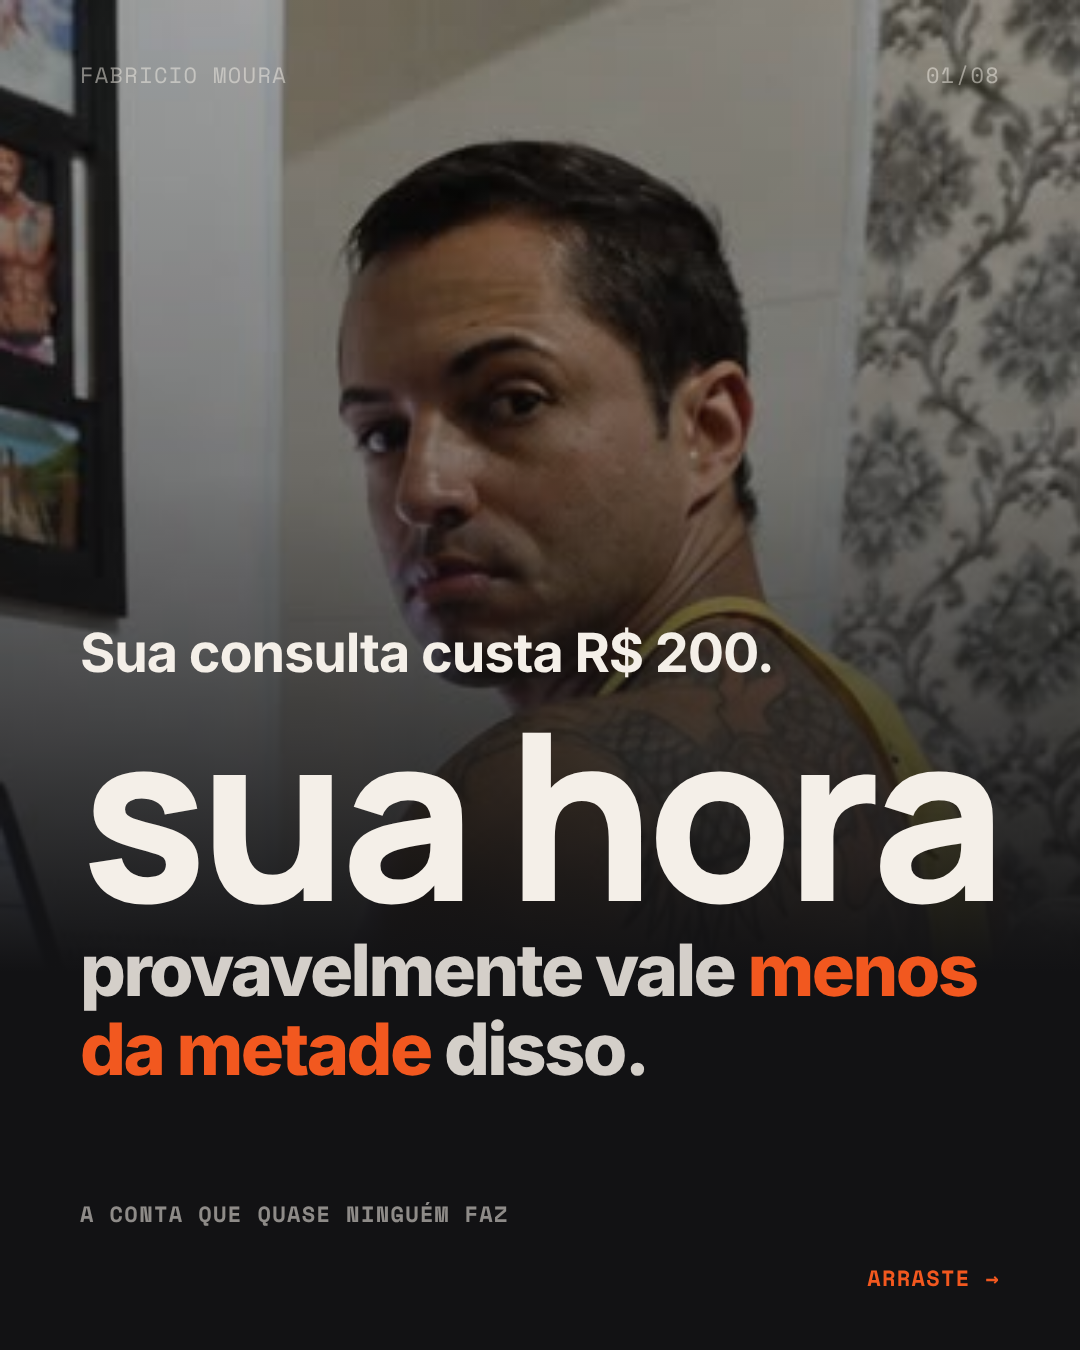 FABRICIO MOURA
01/08
Sua consulta custa R$ 200.
sua hora
provavelmente vale menos
da metade disso.
A CONTA QUE QUASE NINGUÉM FAZ
ARRASTE →